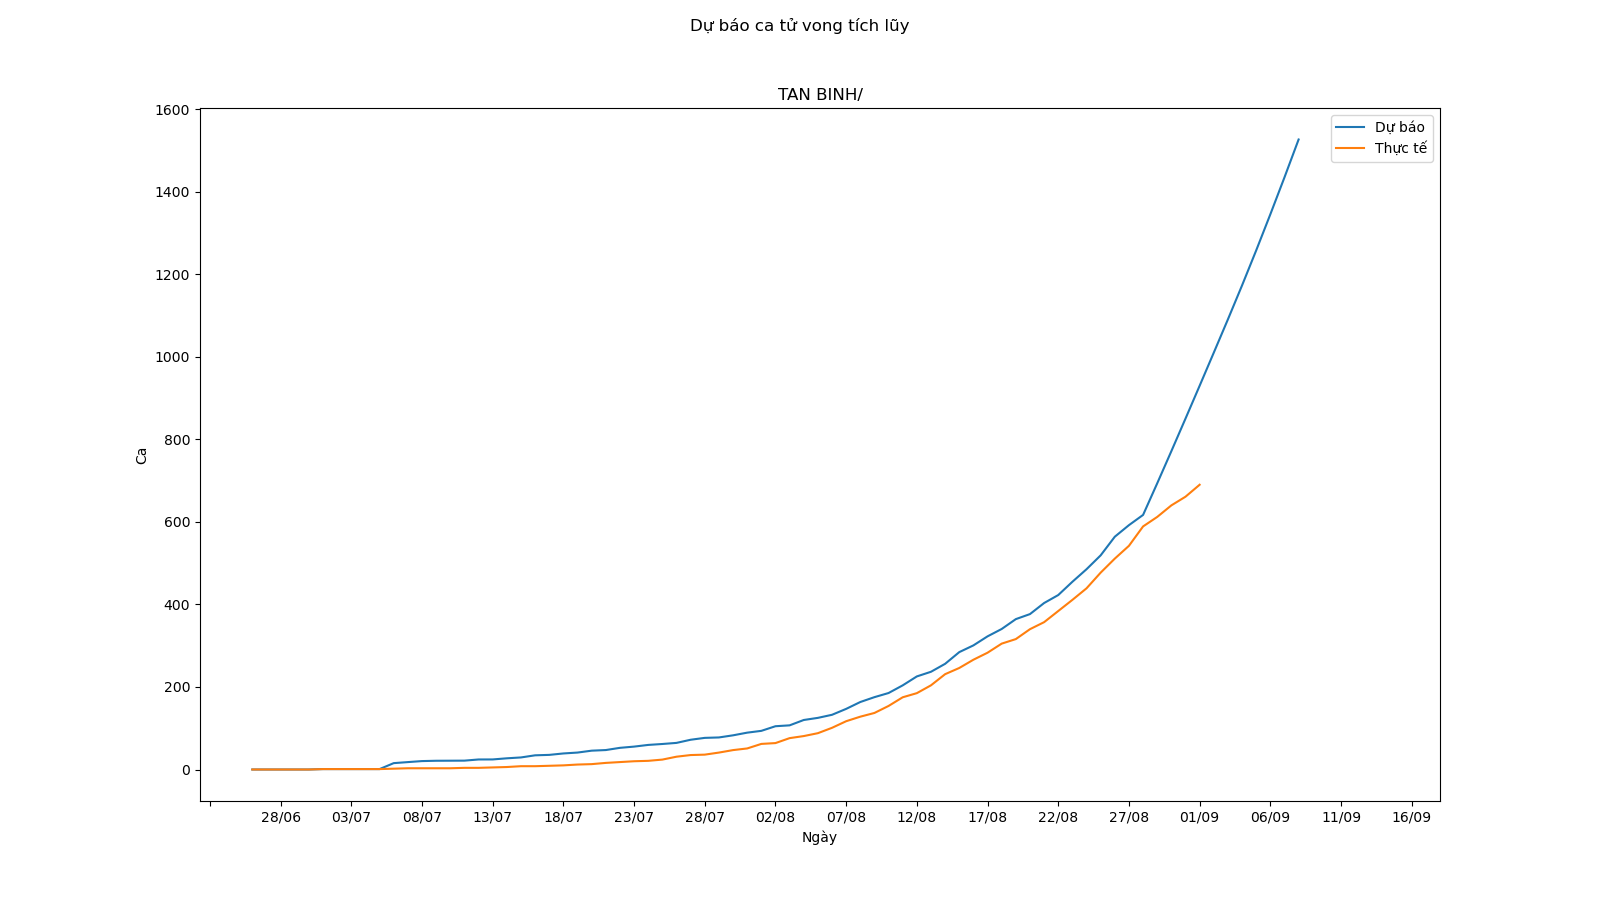 Dự báo ca tử vong tích lũy
TAN BINH/
Dự báo
Thực tế
1600
1400
1200
1000
800
600
400
200
0
Ca
28/06 03/07 08/07 13/07 18/07 23/07 28/07 02/08 07/08 12/08 17/08 22/08 27/08 01/09 06/09 11/09 16/09
Ngày